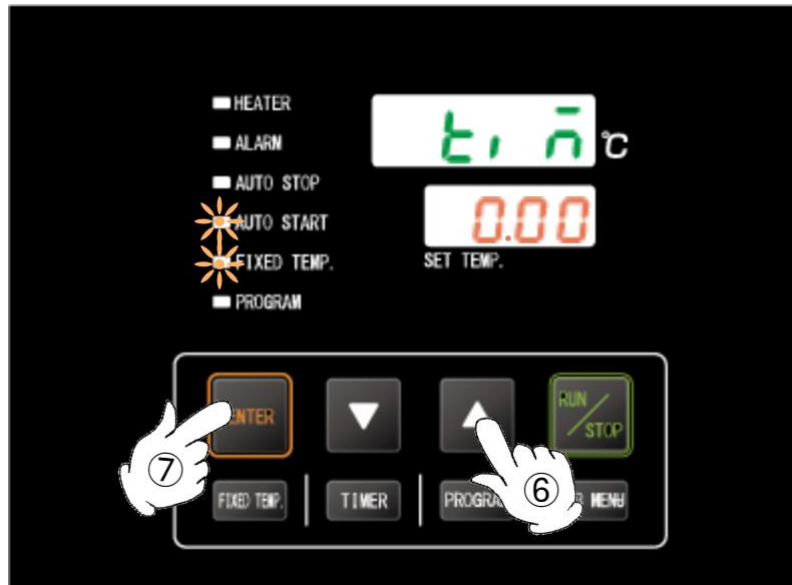 HEATER
ALARM
AUTO STOP
AUTO START
FIXED TEMP.
PROGRAM
tim ℃
0.00
SET TEMP.
ENTER ▼ ▲ RUN/STOP
⑦ ⑥
FIXED TEMP. TIMER MENU